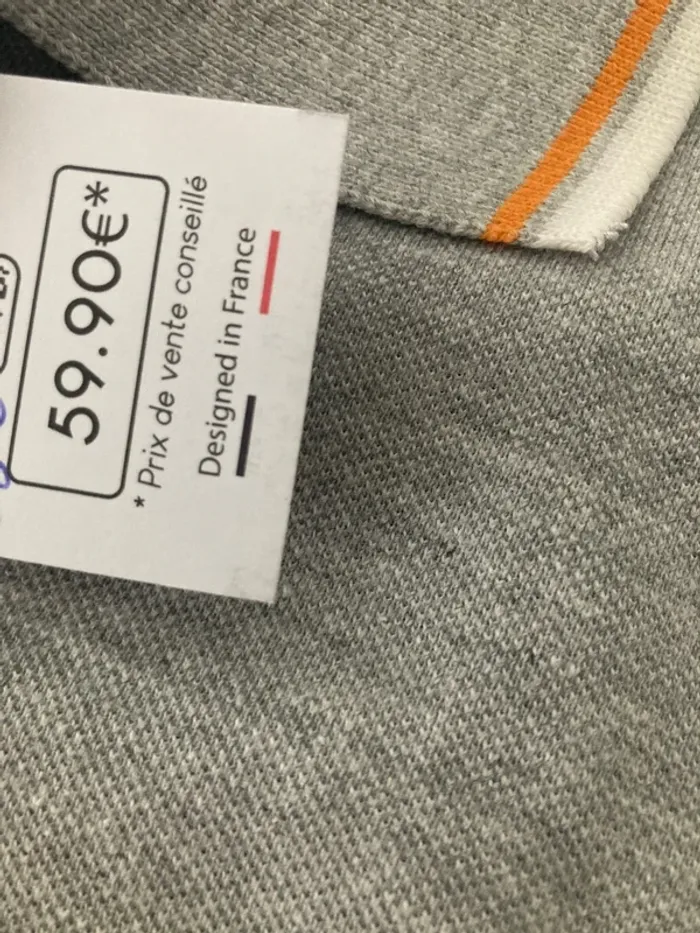 59.90€*
* Prix de vente conseillé
Designed in France